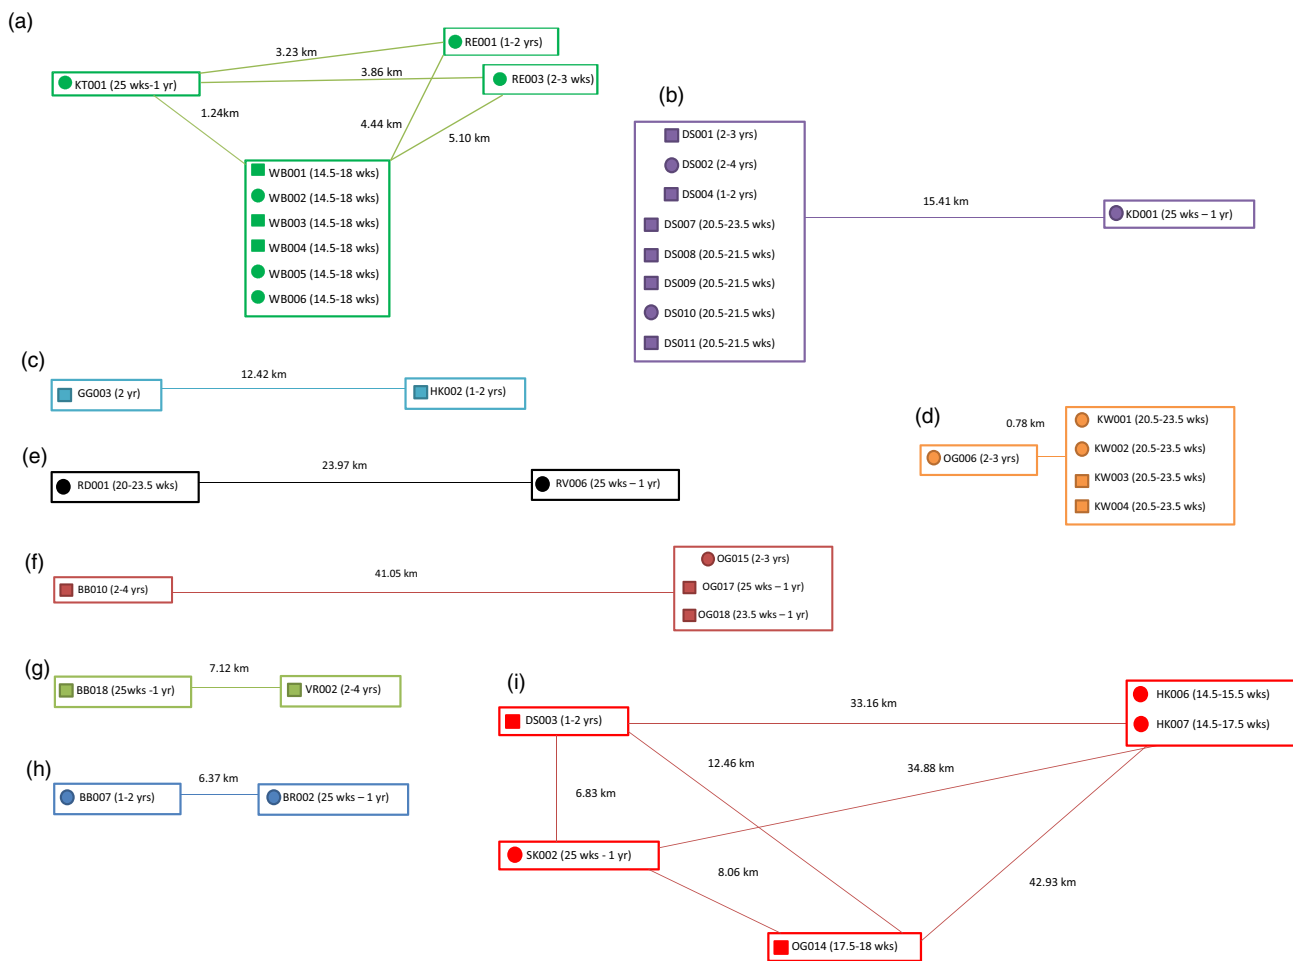 (a)
RE001 (1-2 yrs)
3.23 km
3.86 km
RE003 (2-3 wks)
KT001 (25 wks-1 yr)
1.24km
4.44 km
5.10 km
WB001 (14.5-18 wks)
WB002 (14.5-18 wks)
WB003 (14.5-18 wks)
WB004 (14.5-18 wks)
WB005 (14.5-18 wks)
WB006 (14.5-18 wks)
(b)
DS001 (2-3 yrs)
DS002 (2-4 yrs)
DS004 (1-2 yrs)
DS007 (20.5-23.5 wks)
DS008 (20.5-21.5 wks)
DS009 (20.5-21.5 wks)
DS010 (20.5-21.5 wks)
DS011 (20.5-21.5 wks)
15.41 km
KD001 (25 wks – 1 yr)
(c)
GG003 (2 yr)
12.42 km
HK002 (1-2 yrs)
(d)
0.78 km
OG006 (2-3 yrs)
KW001 (20.5-23.5 wks)
KW002 (20.5-23.5 wks)
KW003 (20.5-23.5 wks)
KW004 (20.5-23.5 wks)
(e)
RD001 (20-23.5 wks)
23.97 km
RV006 (25 wks – 1 yr)
(f)
BB010 (2-4 yrs)
41.05 km
OG015 (2-3 yrs)
OG017 (25 wks – 1 yr)
OG018 (23.5 wks – 1 yr)
(g)
BB018 (25wks -1 yr)
7.12 km
VR002 (2-4 yrs)
(h)
BB007 (1-2 yrs)
6.37 km
BR002 (25 wks – 1 yr)
(i)
DS003 (1-2 yrs)
33.16 km
HK006 (14.5-15.5 wks)
HK007 (14.5-17.5 wks)
12.46 km
34.88 km
6.83 km
SK002 (25 wks - 1 yr)
8.06 km
42.93 km
OG014 (17.5-18 wks)